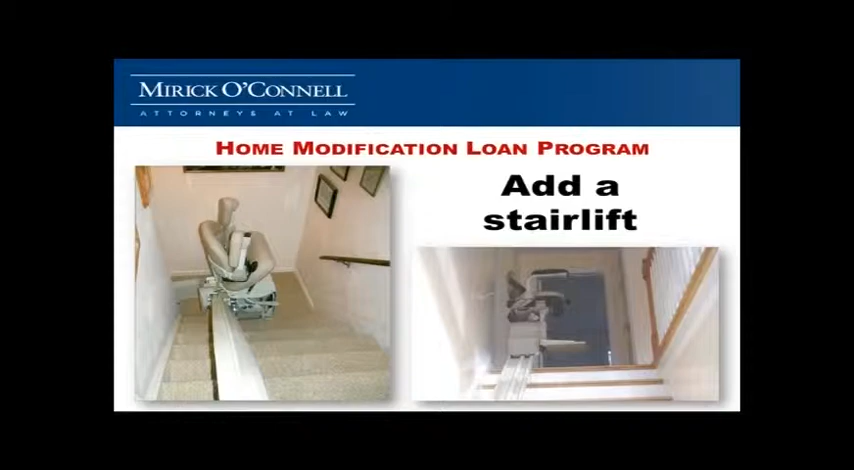 MIRICK O'CONNELL
ATTORNEYS AT LAW
HOME MODIFICATION LOAN PROGRAM
Add a
stairlift